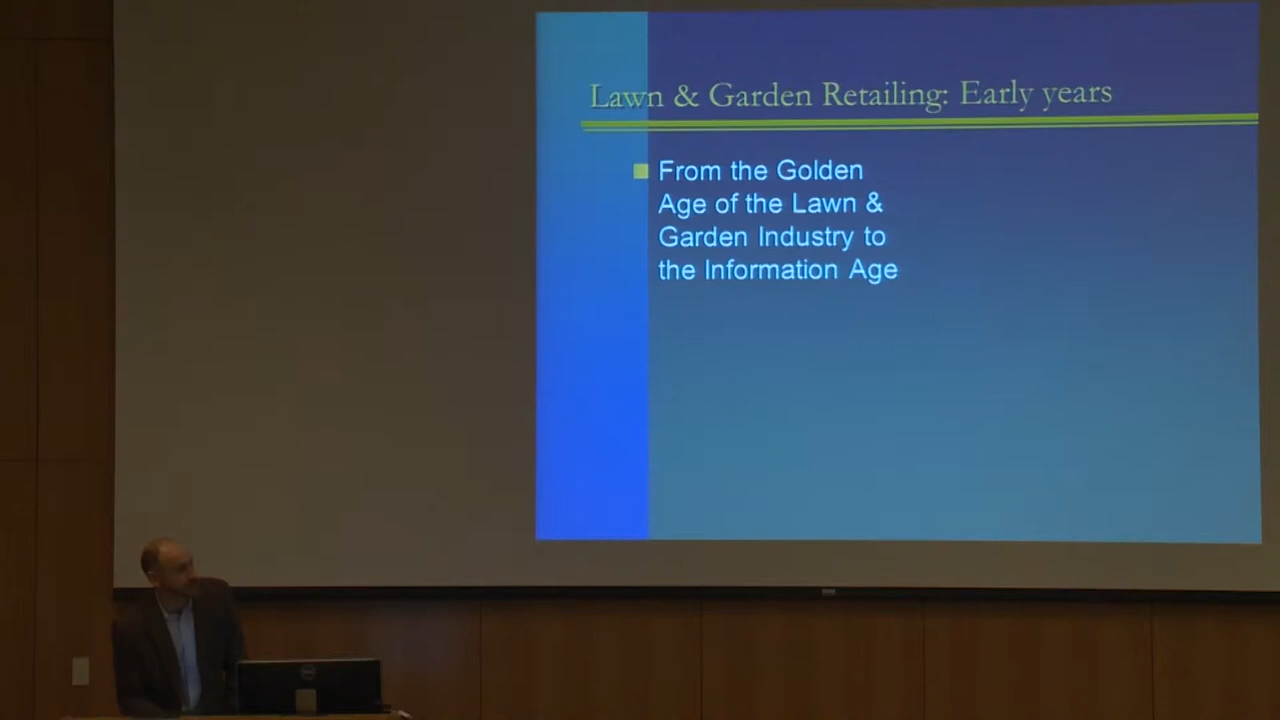 Lawn & Garden Retailing: Early years
From the Golden
Age of the Lawn &
Garden Industry to
the Information Age